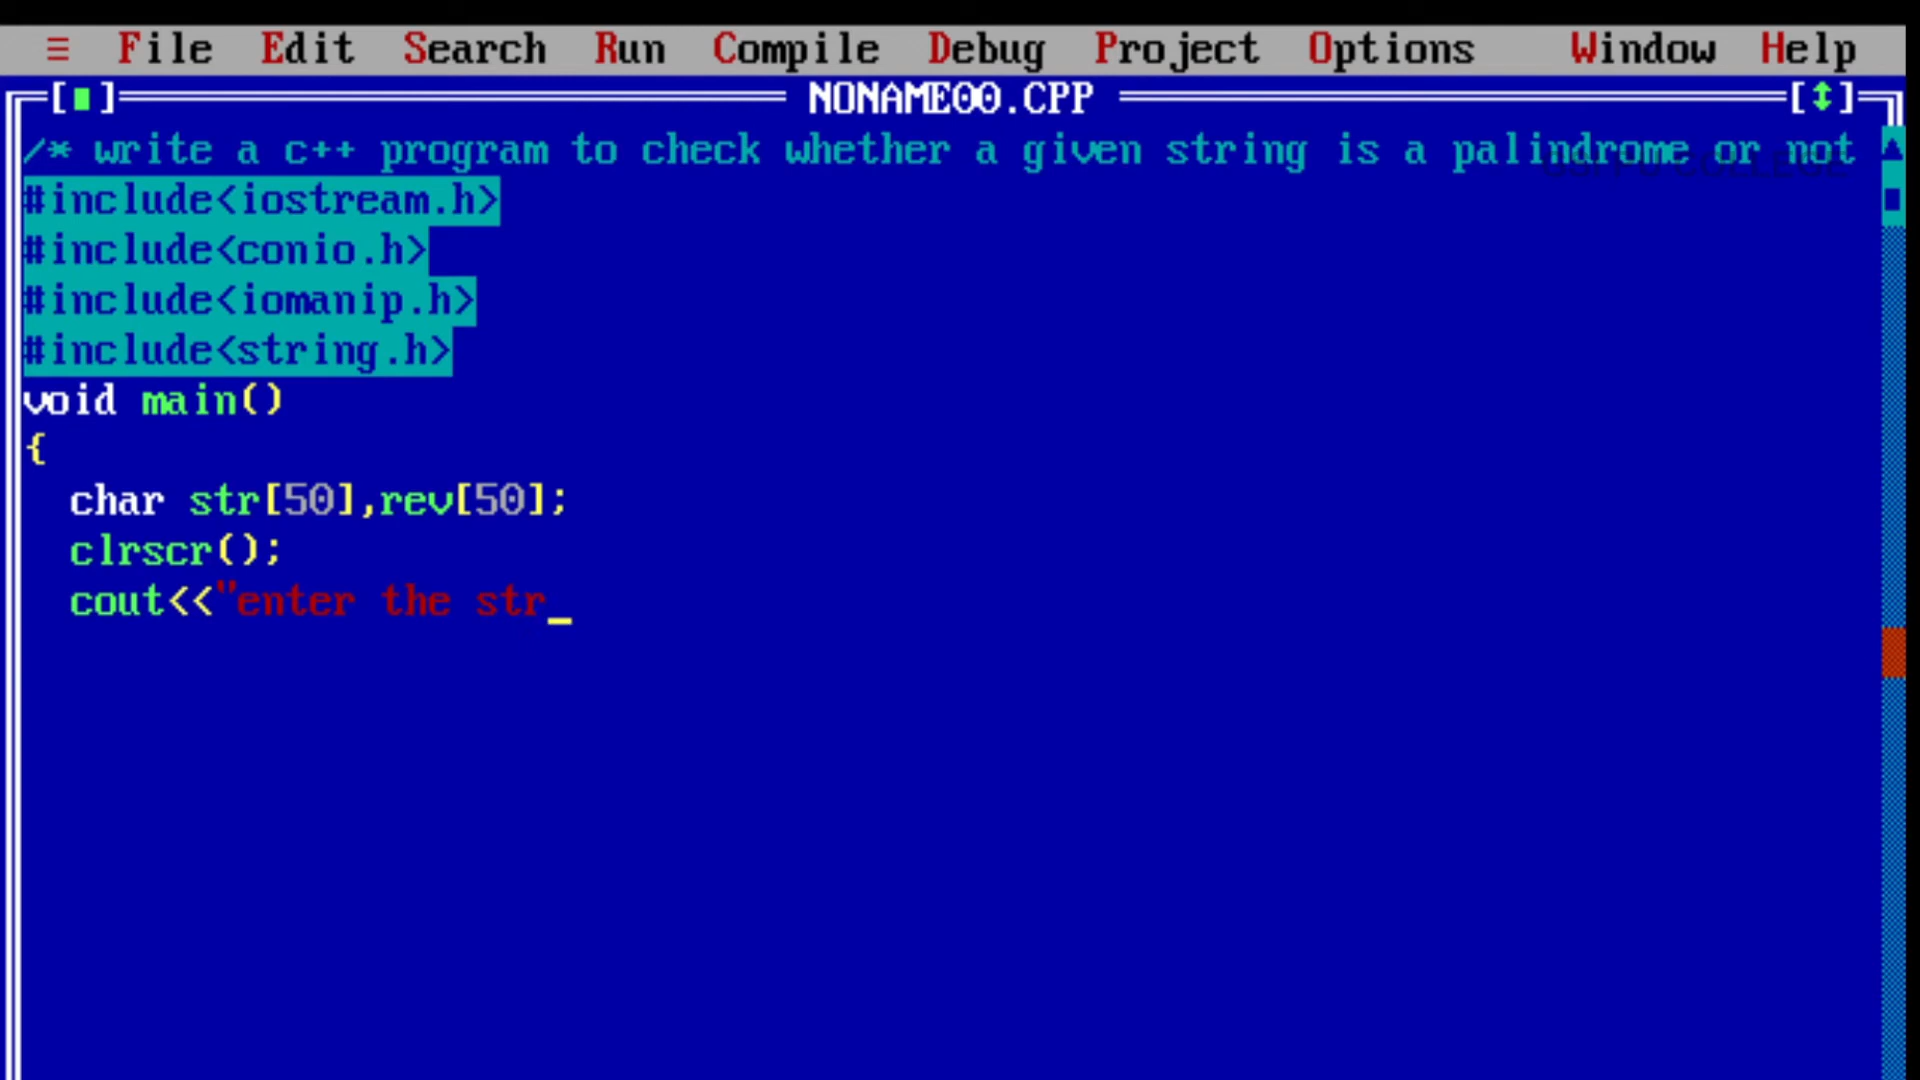 ≡ File Edit Search Run Compile Debug Project Options Window Help
[■] NONAME00.CPP [↕]
/* write a c++ program to check whether a given string is a palindrome or not
#include<iostream.h>
#include<conio.h>
#include<iomanip.h>
#include<string.h>
void main()
{
  char str[50],rev[50];
  clrscr();
  cout<<"enter the str_